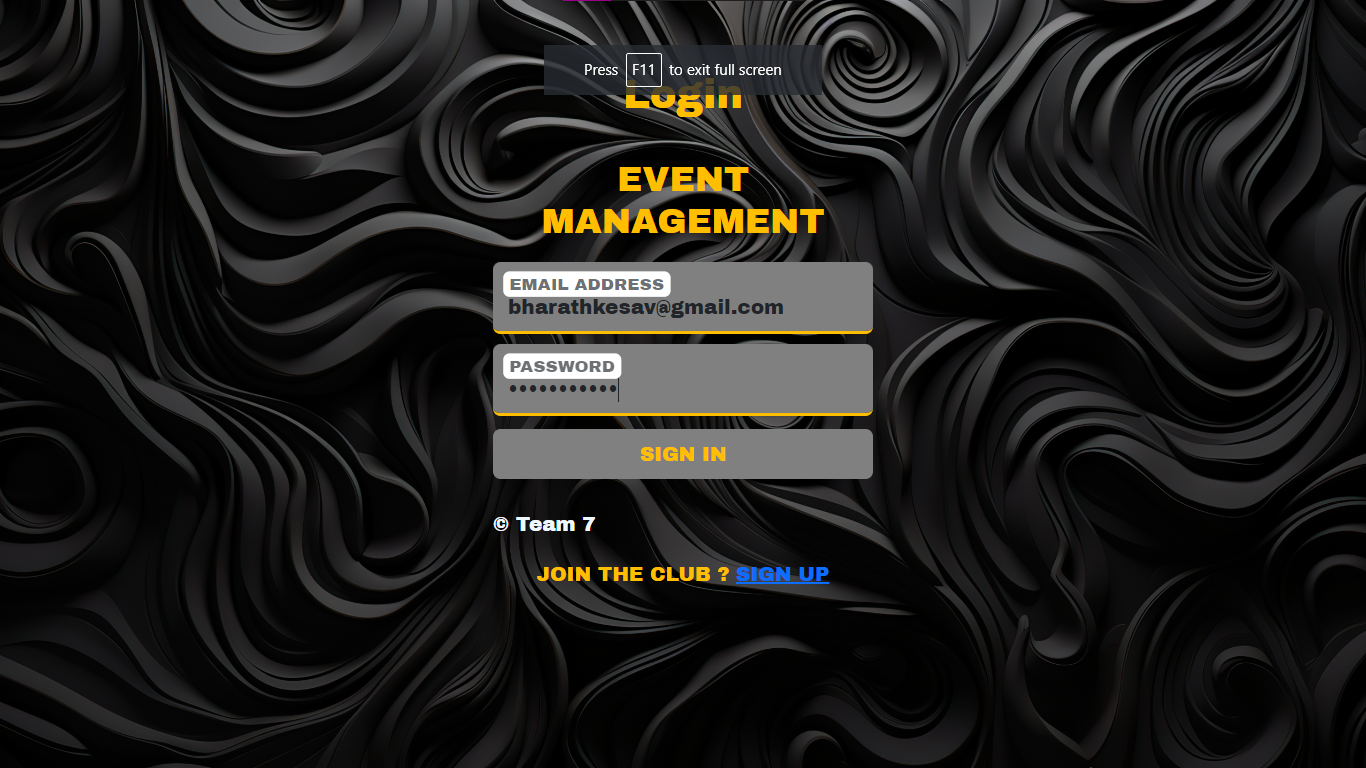 Press F11 to exit full screen
Login
EVENT
MANAGEMENT
EMAIL ADDRESS
bharathkesav@gmail.com
PASSWORD
•••••••••••
SIGN IN
© Team 7
JOIN THE CLUB ? SIGN UP